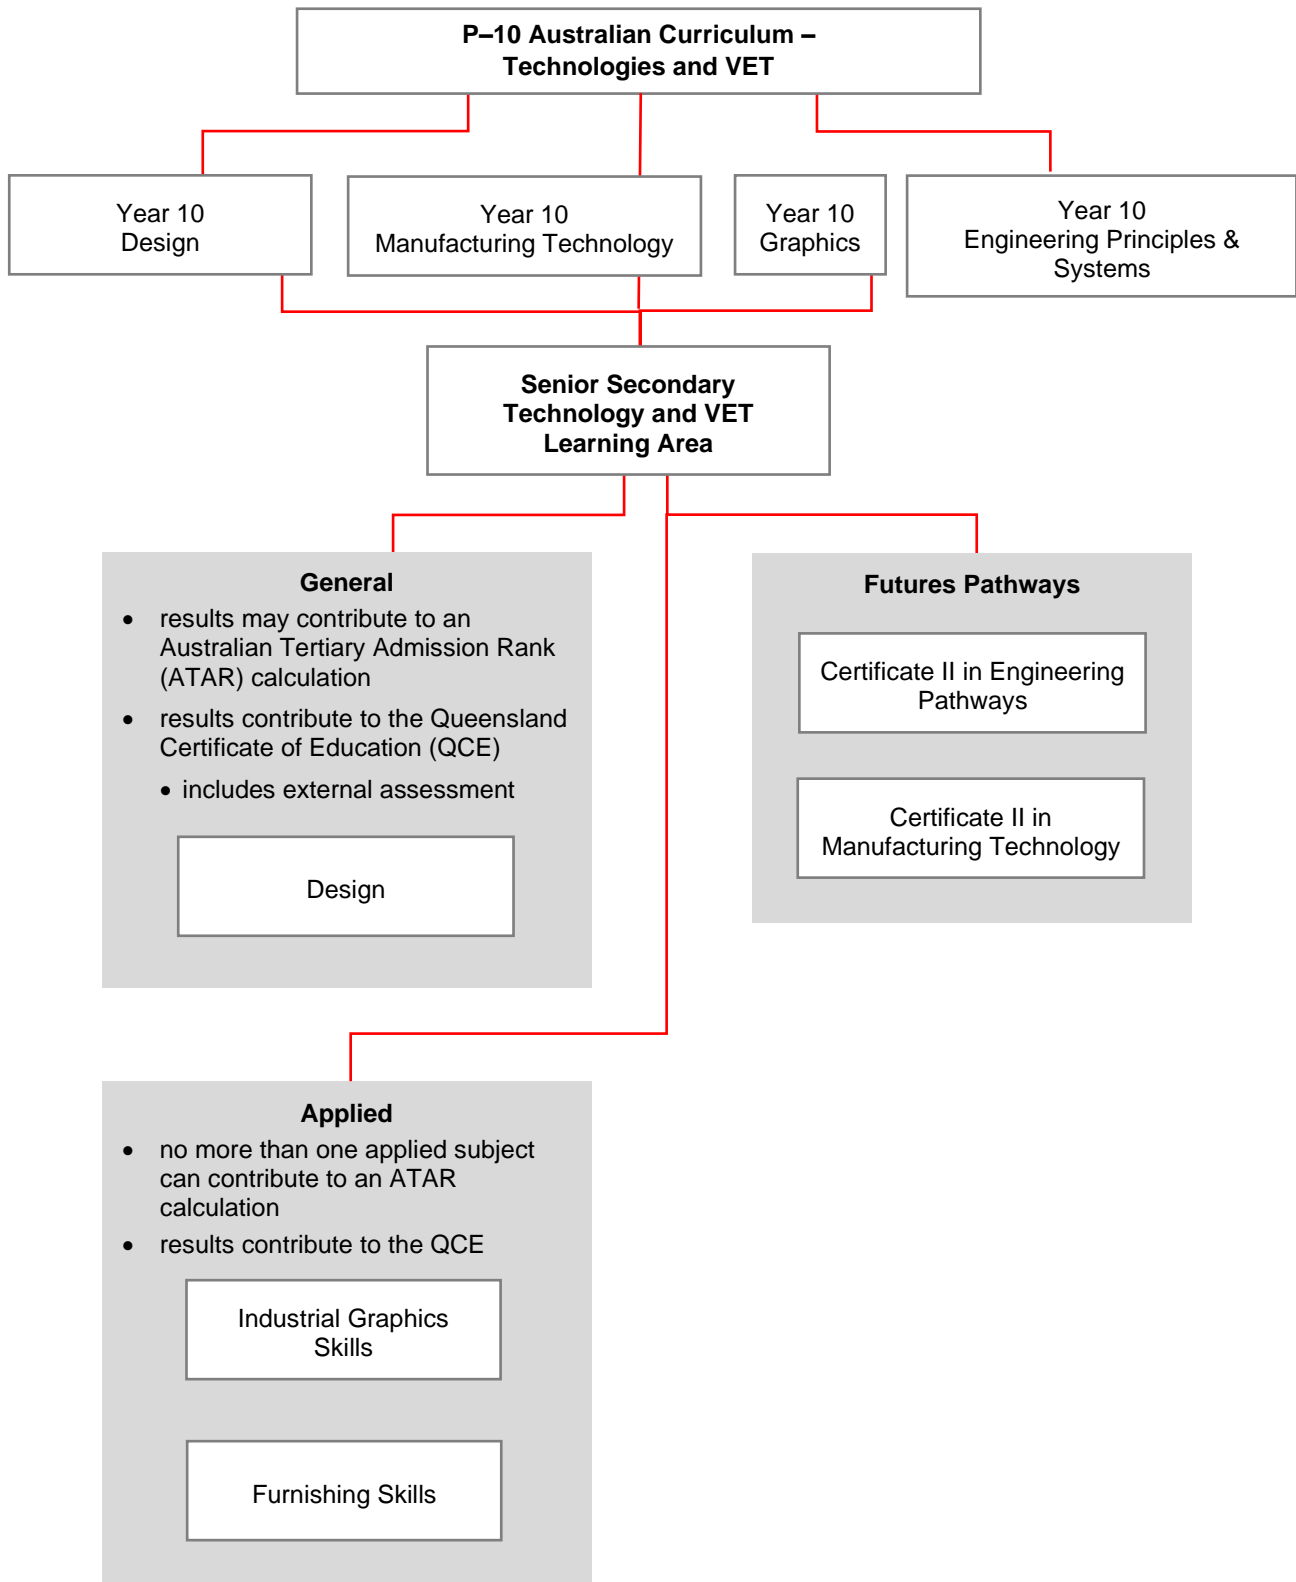 P–10 Australian Curriculum –
Technologies and VET
Year 10
Design
Year 10
Manufacturing Technology
Year 10
Graphics
Year 10
Engineering Principles &
Systems
Senior Secondary
Technology and VET
Learning Area
General
• results may contribute to an
Australian Tertiary Admission Rank
(ATAR) calculation
• results contribute to the Queensland
Certificate of Education (QCE)
• includes external assessment
Design
Futures Pathways
Certificate II in Engineering
Pathways
Certificate II in
Manufacturing Technology
Applied
• no more than one applied subject
can contribute to an ATAR
calculation
• results contribute to the QCE
Industrial Graphics
Skills
Furnishing Skills